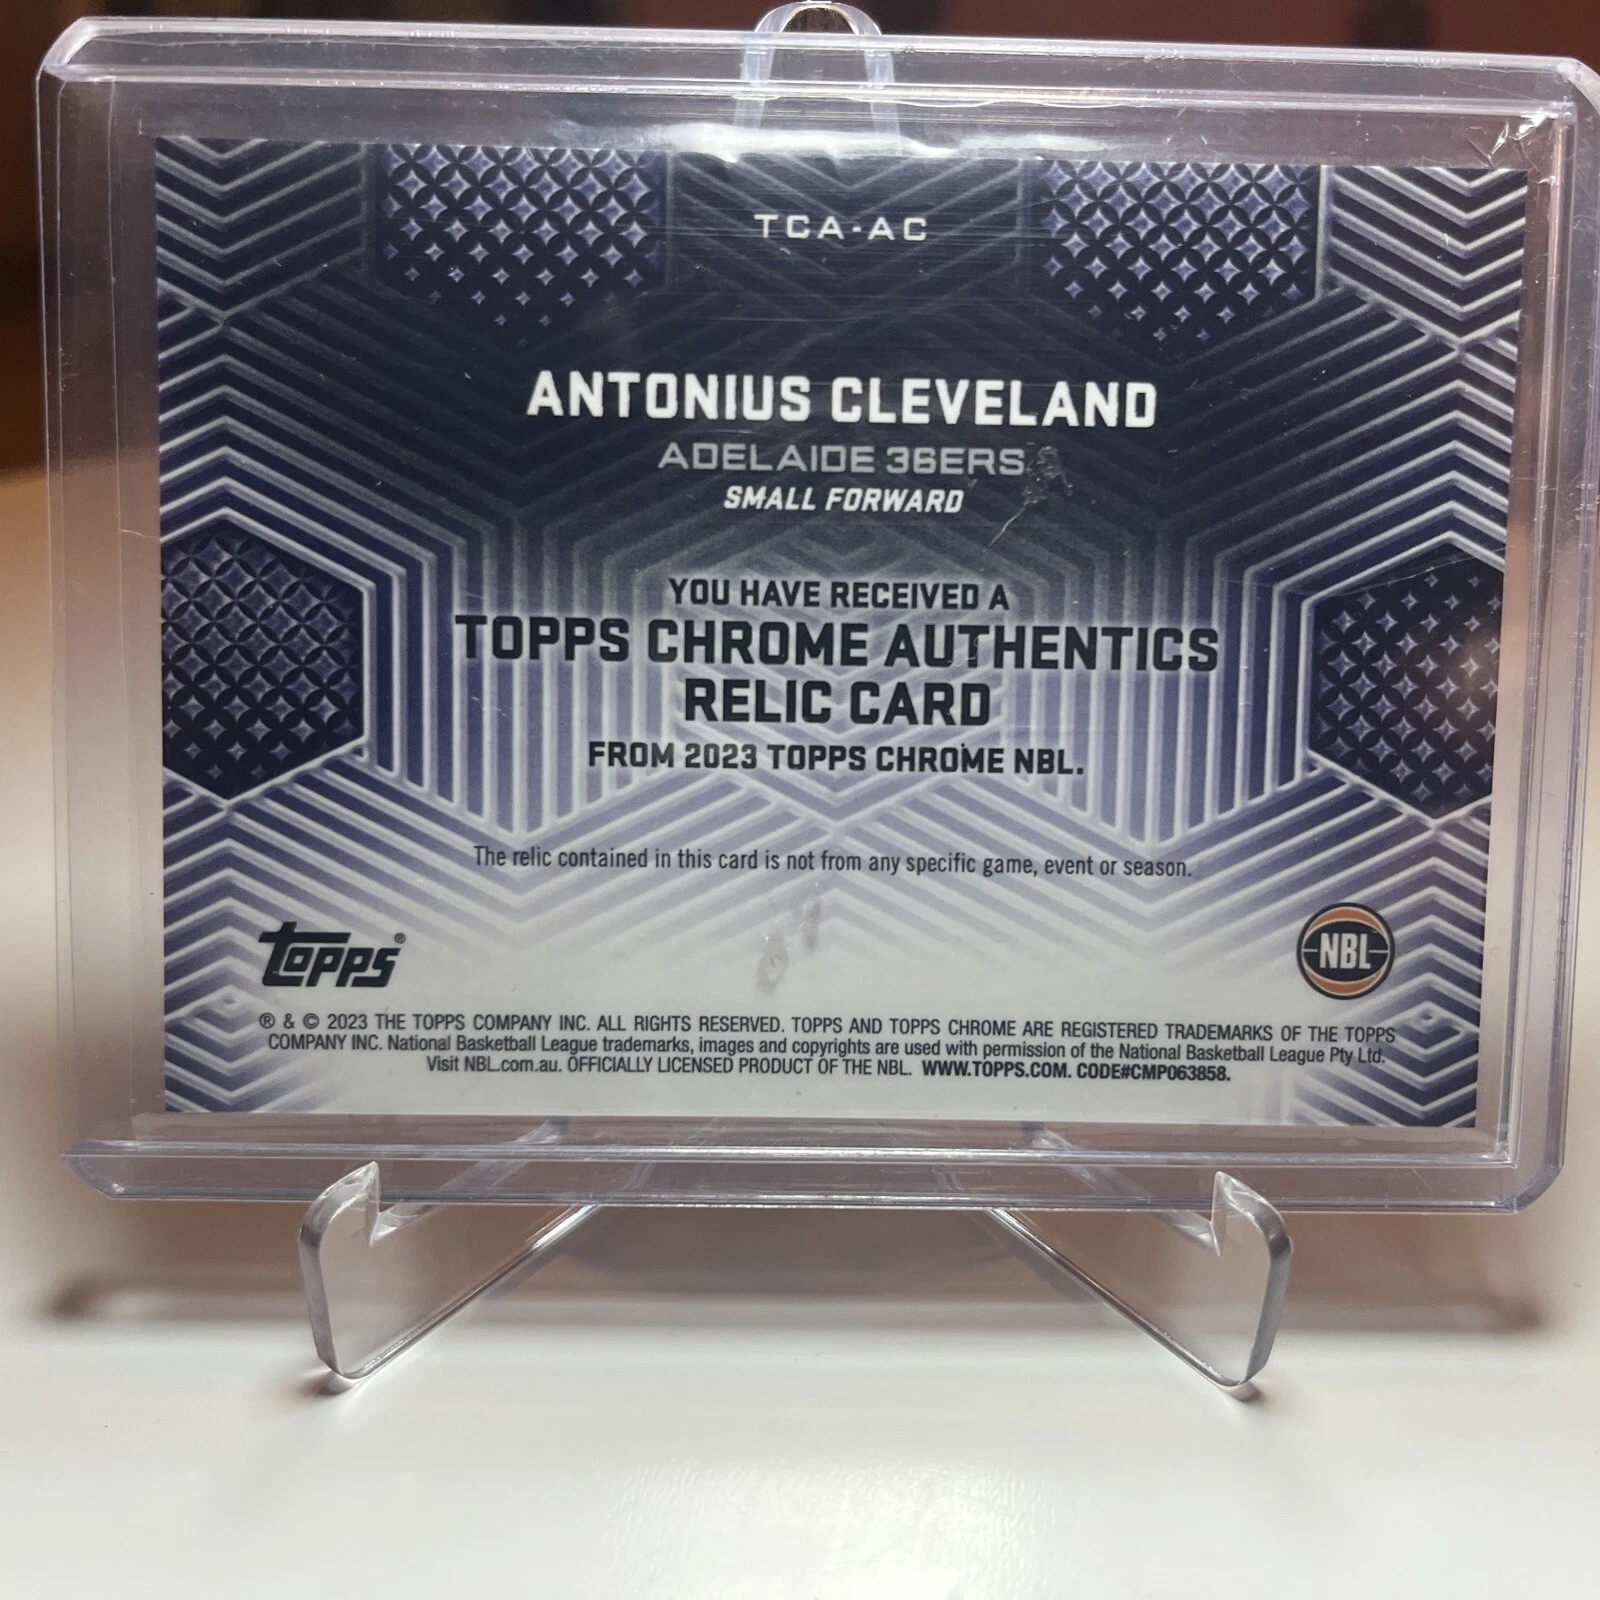 TCA-AC
ANTONIUS CLEVELAND
ADELAIDE 36ERS
SMALL FORWARD
YOU HAVE RECEIVED A
TOPPS CHROME AUTHENTICS
RELIC CARD
FROM 2023 TOPPS CHROME NBL.
The relic contained in this card is not from any specific game, event or season.
topps®
NBL
® & © 2023 THE TOPPS COMPANY INC. ALL RIGHTS RESERVED. TOPPS AND TOPPS CHROME ARE REGISTERED TRADEMARKS OF THE TOPPS
COMPANY INC. National Basketball League trademarks, images and copyrights are used with permission of the National Basketball League Pty Ltd.
Visit NBL.com.au. OFFICIALLY LICENSED PRODUCT OF THE NBL. WWW.TOPPS.COM. CODE#CMP063858.